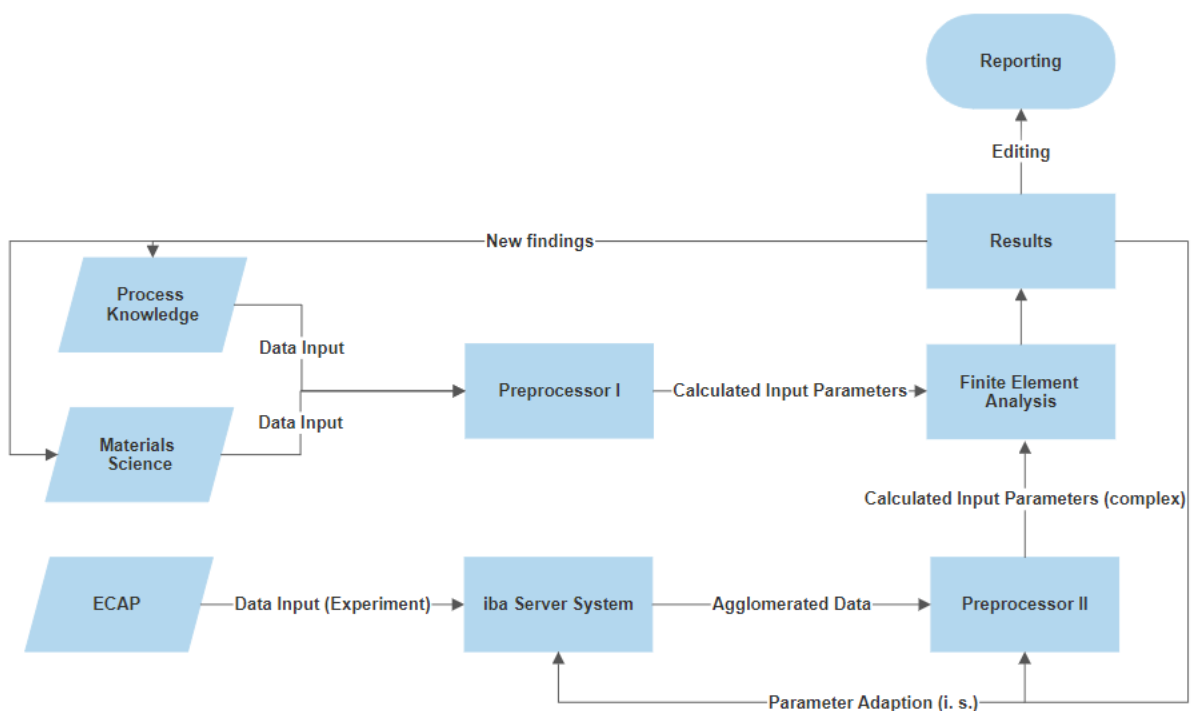 Reporting
Editing
New findings
Results
Process
Knowledge
Data Input
Preprocessor I
Calculated Input Parameters
Finite Element
Analysis
Data Input
Materials
Science
Calculated Input Parameters (complex)
ECAP
Data Input (Experiment)
iba Server System
Agglomerated Data
Preprocessor II
Parameter Adaption (i. s.)